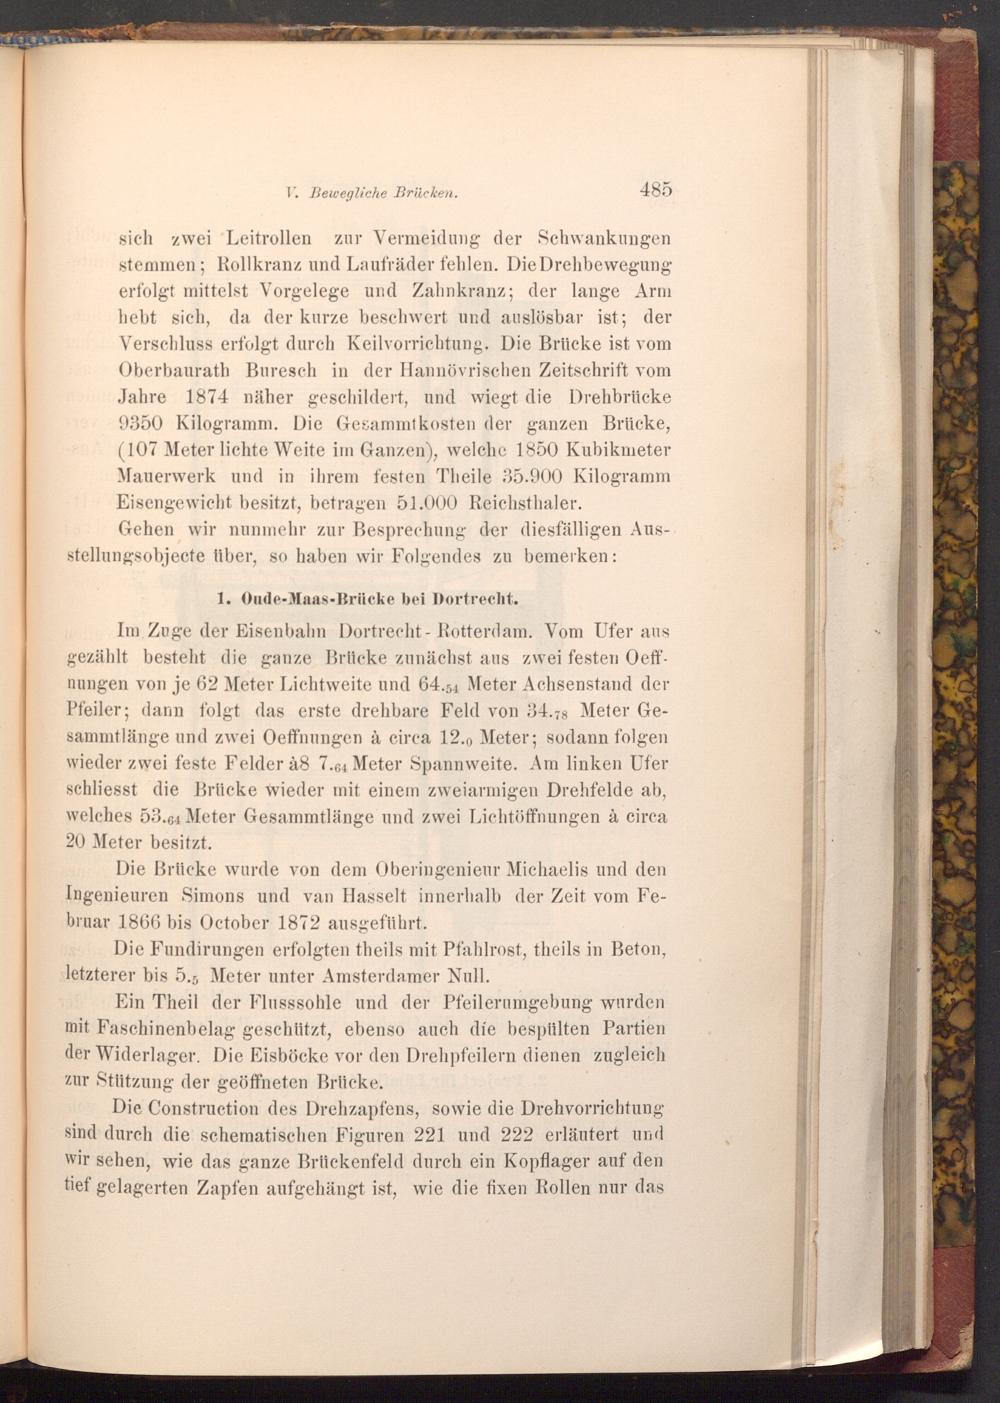 V. Bewegliche Brücken. 485
sich zwei Leitrollen zur Vermeidung der Schwankungen
stemmen; Rollkranz und Laufräder fehlen. Die Drehbewegung
erfolgt mittelst Vorgelege und Zahnkranz; der lange Arm
hebt sich, da der kurze beschwert und auslösbar ist; der
Verschluss erfolgt durch Keilvorrichtung. Die Brücke ist vom
Oberbaurath Buresch in der Hannövrischen Zeitschrift vom
Jahre 1874 näher geschildert, und wiegt die Drehbrücke
9350 Kilogramm. Die Gesammtkosten der ganzen Brücke,
(107 Meter lichte Weite im Ganzen), welche 1850 Kubikmeter
Mauerwerk und in ihrem festen Theile 35.900 Kilogramm
Eisengewicht besitzt, betragen 51.000 Reichsthaler.
Gehen wir nunmehr zur Besprechung der diesfälligen Aus-
stellungsobjecte über, so haben wir Folgendes zu bemerken:
1. Oude-Maas-Brücke bei Dortrecht.
Im Zuge der Eisenbahn Dortrecht-Rotterdam. Vom Ufer aus
gezählt besteht die ganze Brücke zunächst aus zwei festen Oeff-
nungen von je 62 Meter Lichtweite und 64.54 Meter Achsenstand der
Pfeiler; dann folgt das erste drehbare Feld von 34.78 Meter Ge-
sammtlänge und zwei Oeffnungen à circa 12.0 Meter; sodann folgen
wieder zwei feste Felder à8 7.64 Meter Spannweite. Am linken Ufer
schliesst die Brücke wieder mit einem zweiarmigen Drehfelde ab,
welches 53.64 Meter Gesammtlänge und zwei Lichtöffnungen à circa
20 Meter besitzt.
Die Brücke wurde von dem Oberingenieur Michaelis und den
Ingenieuren Simons und van Hasselt innerhalb der Zeit vom Fe-
bruar 1866 bis October 1872 ausgeführt.
Die Fundirungen erfolgten theils mit Pfahlrost, theils in Beton,
letzterer bis 5.5 Meter unter Amsterdamer Null.
Ein Theil der Flusssohle und der Pfeilerumgebung wurden
mit Faschinenbelag geschützt, ebenso auch die bespülten Partien
der Widerlager. Die Eisböcke vor den Drehpfeilern dienen zugleich
zur Stützung der geöffneten Brücke.
Die Construction des Drehzapfens, sowie die Drehvorrichtung
sind durch die schematischen Figuren 221 und 222 erläutert und
wir sehen, wie das ganze Brückenfeld durch ein Kopflager auf den
tief gelagerten Zapfen aufgehängt ist, wie die fixen Rollen nur das